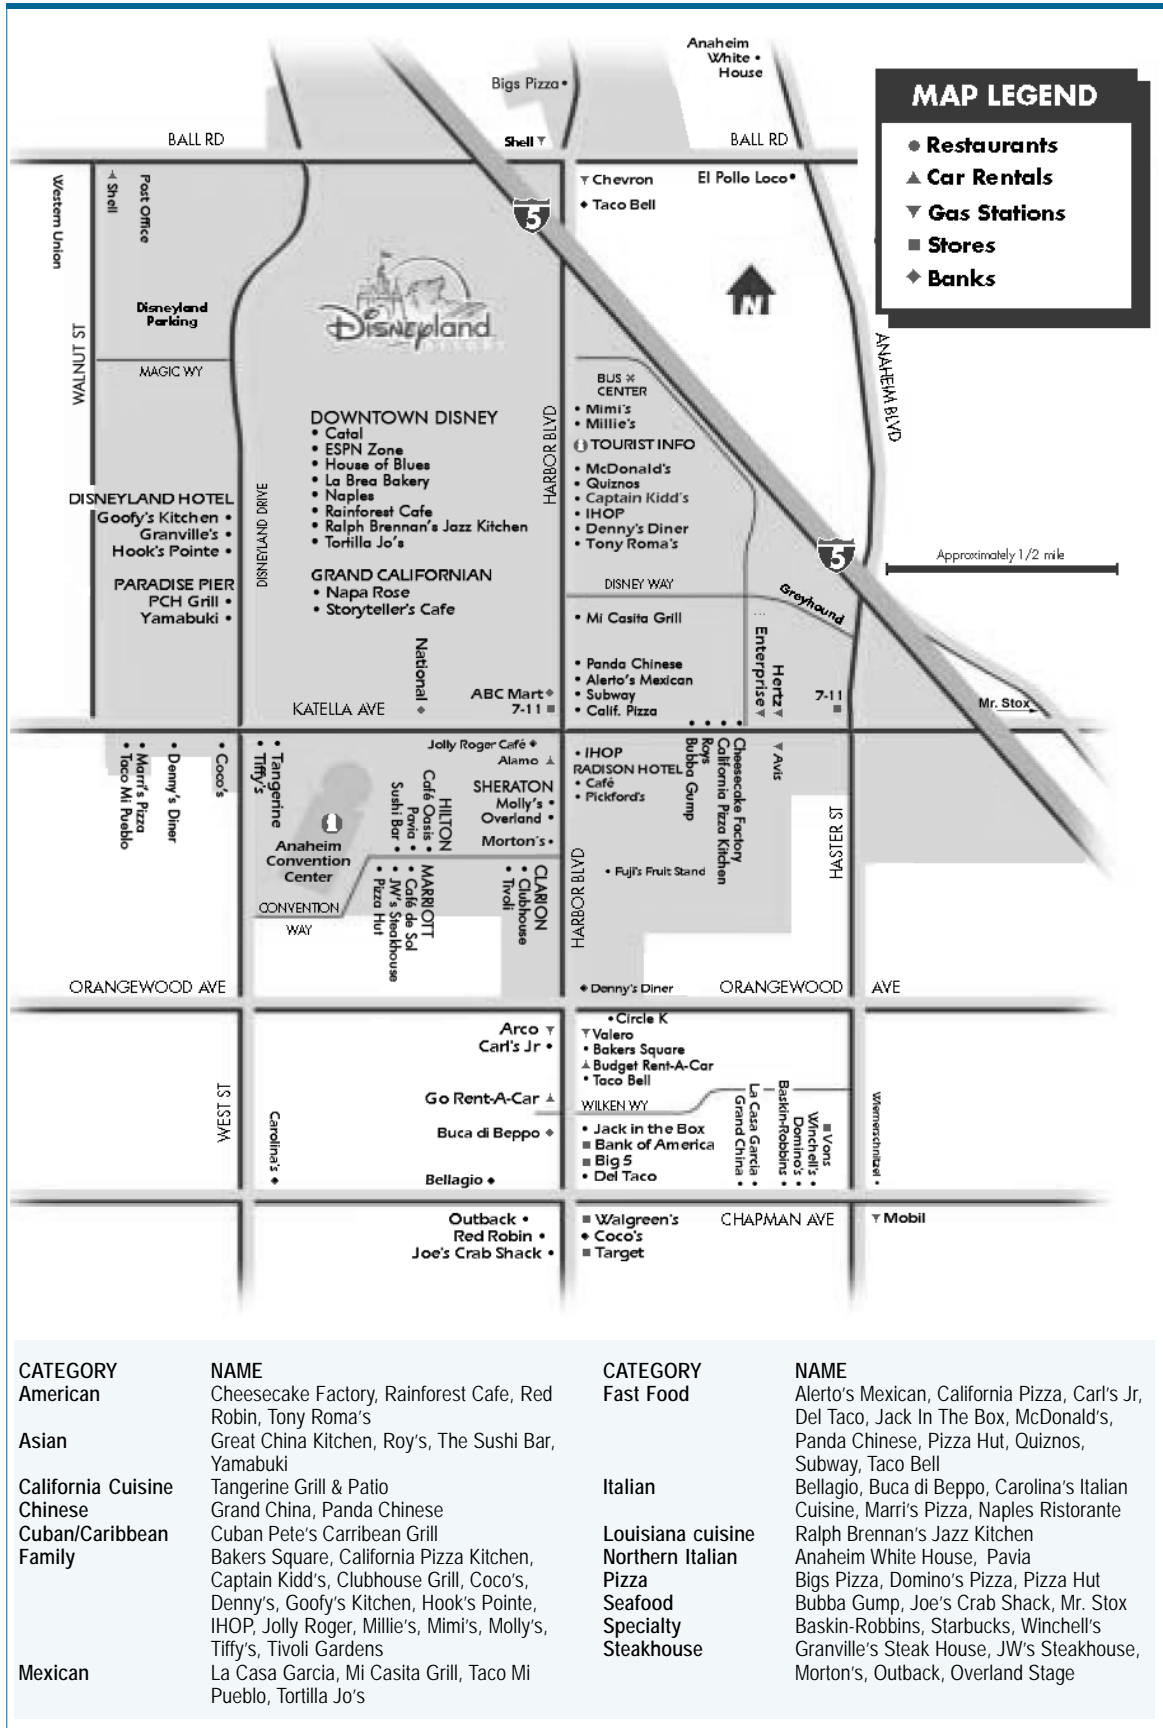 Anaheim
White
House
Bigs Pizza
MAP LEGEND
Restaurants
Car Rentals
Gas Stations
Stores
Banks
BALL RD
Shell
BALL RD
Western Union
Shell
Post Office
Chevron
El Pollo Loco
Taco Bell
5
N
Disneyland
Parking
Disneyland
WALNUT ST
MAGIC WY
ANAHEIM BLVD
BUS
CENTER
Mimi's
Millie's
TOURIST INFO
McDonald's
Quiznos
Captain Kidd's
IHOP
Denny's Diner
Tony Roma's
HARBOR BLVD
DOWNTOWN DISNEY
Catal
ESPN Zone
House of Blues
La Brea Bakery
Naples
Rainforest Cafe
Ralph Brennan's Jazz Kitchen
Tortilla Jo's
DISNEYLAND HOTEL
Goofy's Kitchen
Granville's
Hook's Pointe
DISNEYLAND DRIVE
PARADISE PIER
PCH Grill
Yamabuki
GRAND CALIFORNIAN
Napa Rose
Storyteller's Cafe
5
Approximately 1/2 mile
DISNEY WAY
Greyhound
Mi Casita Grill
National
Enterprise
Hertz
Panda Chinese
Alerto's Mexican
Subway
Calif. Pizza
ABC Mart
7-11
7-11
Mr. Stox
KATELLA AVE
Taco Mi Pueblo
Marri's Pizza
Denny's Diner
Coco's
Tiffy's
Tangerine
Jolly Roger Café
Alamo
SHERATON
Molly's
Overland
Morton's
HILTON
Café Oasis
Pavia
Sushi Bar
IHOP
RADISON HOTEL
Café
Pickford's
Bubba Gump
Roys
California Pizza Kitchen
Cheesecake Factory
Avis
HASTER ST
Anaheim
Convention
Center
CONVENTION
WAY
MARRIOTT
Café de Sol
JW's Steakhouse
Pizza Hut
CLARION
Clubhouse
Tivoli
HARBOR BLVD
Fuji's Fruit Stand
ORANGEWOOD AVE
Denny's Diner
ORANGEWOOD AVE
Arco
Carl's Jr
Circle K
Valero
Bakers Square
Budget Rent-A-Car
Taco Bell
WEST ST
Carolina's
Go Rent-A-Car
WILKEN WY
Buca di Beppo
Bellagio
Jack in the Box
Bank of America
Big 5
Del Taco
Grand China
La Casa Garcia
Baskin-Robbins
Domino's
Winchell's
Vons
Wienerschnitzel
Outback
Red Robin
Joe's Crab Shack
Walgreen's
Coco's
Target
CHAPMAN AVE
Mobil
CATEGORY NAME
American Cheesecake Factory, Rainforest Cafe, Red
Robin, Tony Roma's
Asian Great China Kitchen, Roy's, The Sushi Bar,
Yamabuki
California Cuisine Tangerine Grill & Patio
Chinese Grand China, Panda Chinese
Cuban/Caribbean Cuban Pete's Carribean Grill
Family Bakers Square, California Pizza Kitchen,
Captain Kidd's, Clubhouse Grill, Coco's,
Denny's, Goofy's Kitchen, Hook's Pointe,
IHOP, Jolly Roger, Millie's, Mimi's, Molly's,
Tiffy's, Tivoli Gardens
Mexican La Casa Garcia, Mi Casita Grill, Taco Mi
Pueblo, Tortilla Jo's
CATEGORY NAME
Fast Food Alerto's Mexican, California Pizza, Carl's Jr,
Del Taco, Jack In The Box, McDonald's,
Panda Chinese, Pizza Hut, Quiznos,
Subway, Taco Bell
Italian Bellagio, Buca di Beppo, Carolina's Italian
Cuisine, Marri's Pizza, Naples Ristorante
Louisiana cuisine Ralph Brennan's Jazz Kitchen
Northern Italian Anaheim White House, Pavia
Pizza Bigs Pizza, Domino's Pizza, Pizza Hut
Seafood Bubba Gump, Joe's Crab Shack, Mr. Stox
Specialty Baskin-Robbins, Starbucks, Winchell's
Steakhouse Granville's Steak House, JW's Steakhouse,
Morton's, Outback, Overland Stage